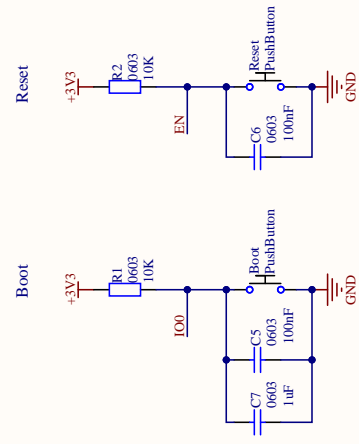 Reset
+3V3
R2
0603
10K
EN
Reset
PushButton
C6
0603
100nF
GND
Boot
+3V3
R1
0603
10K
IO0
Boot
PushButton
C5
0603
100nF
C7
0603
1uF
GND